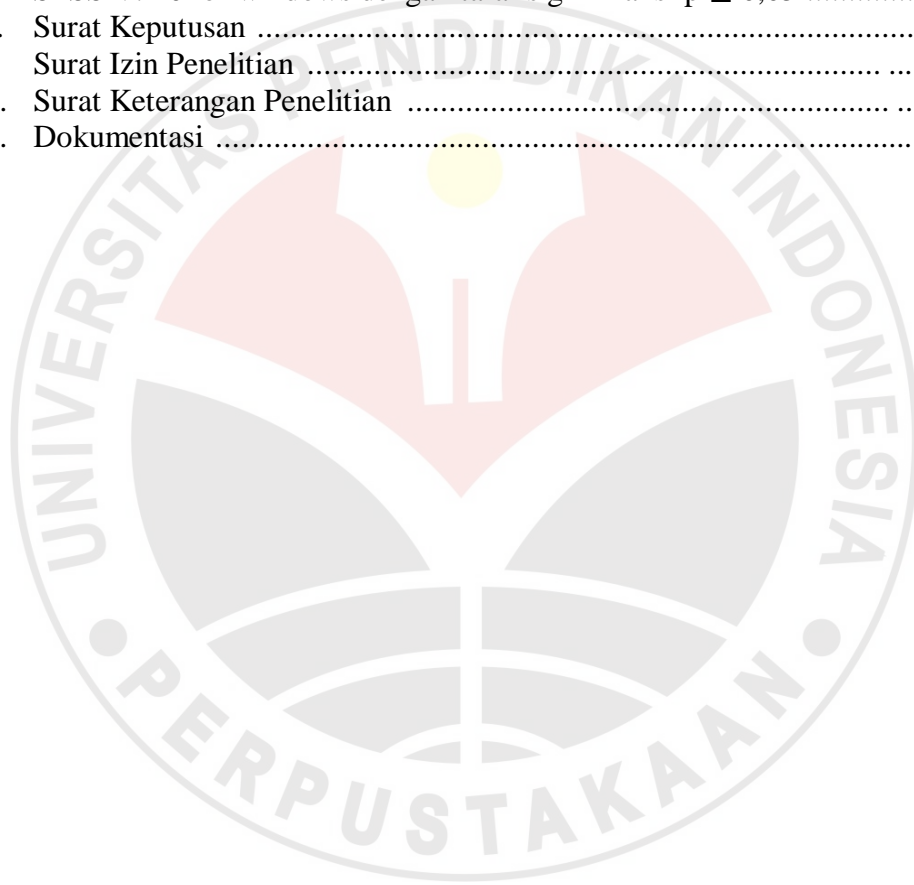 . Surat Keputusan ................................................................................
Surat Izin Penelitian ..................................................................... ...
. Surat Keterangan Penelitian .......................................................... ..
. Dokumentasi .....................................................................................
UNIVERSITAS PENDIDIKAN INDONESIA
PERPUSTAKAAN